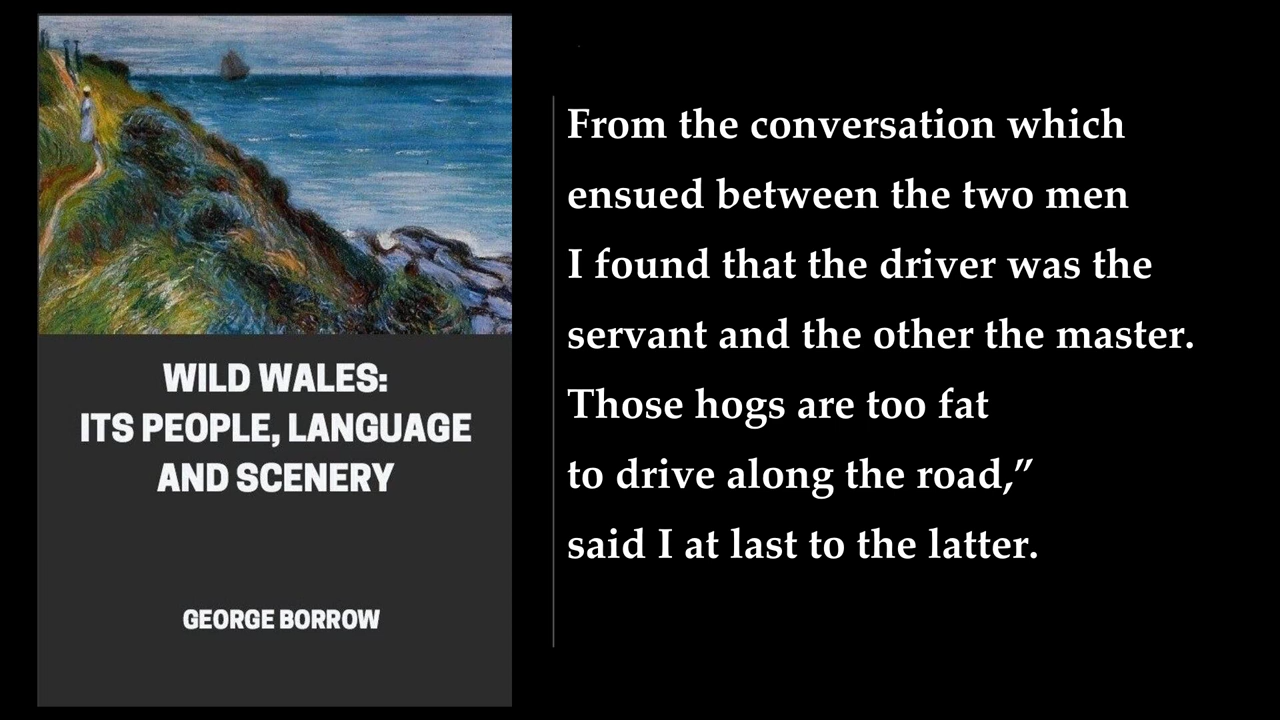 WILD WALES:
ITS PEOPLE, LANGUAGE
AND SCENERY
GEORGE BORROW
From the conversation which
ensued between the two men
I found that the driver was the
servant and the other the master.
Those hogs are too fat
to drive along the road,”
said I at last to the latter.